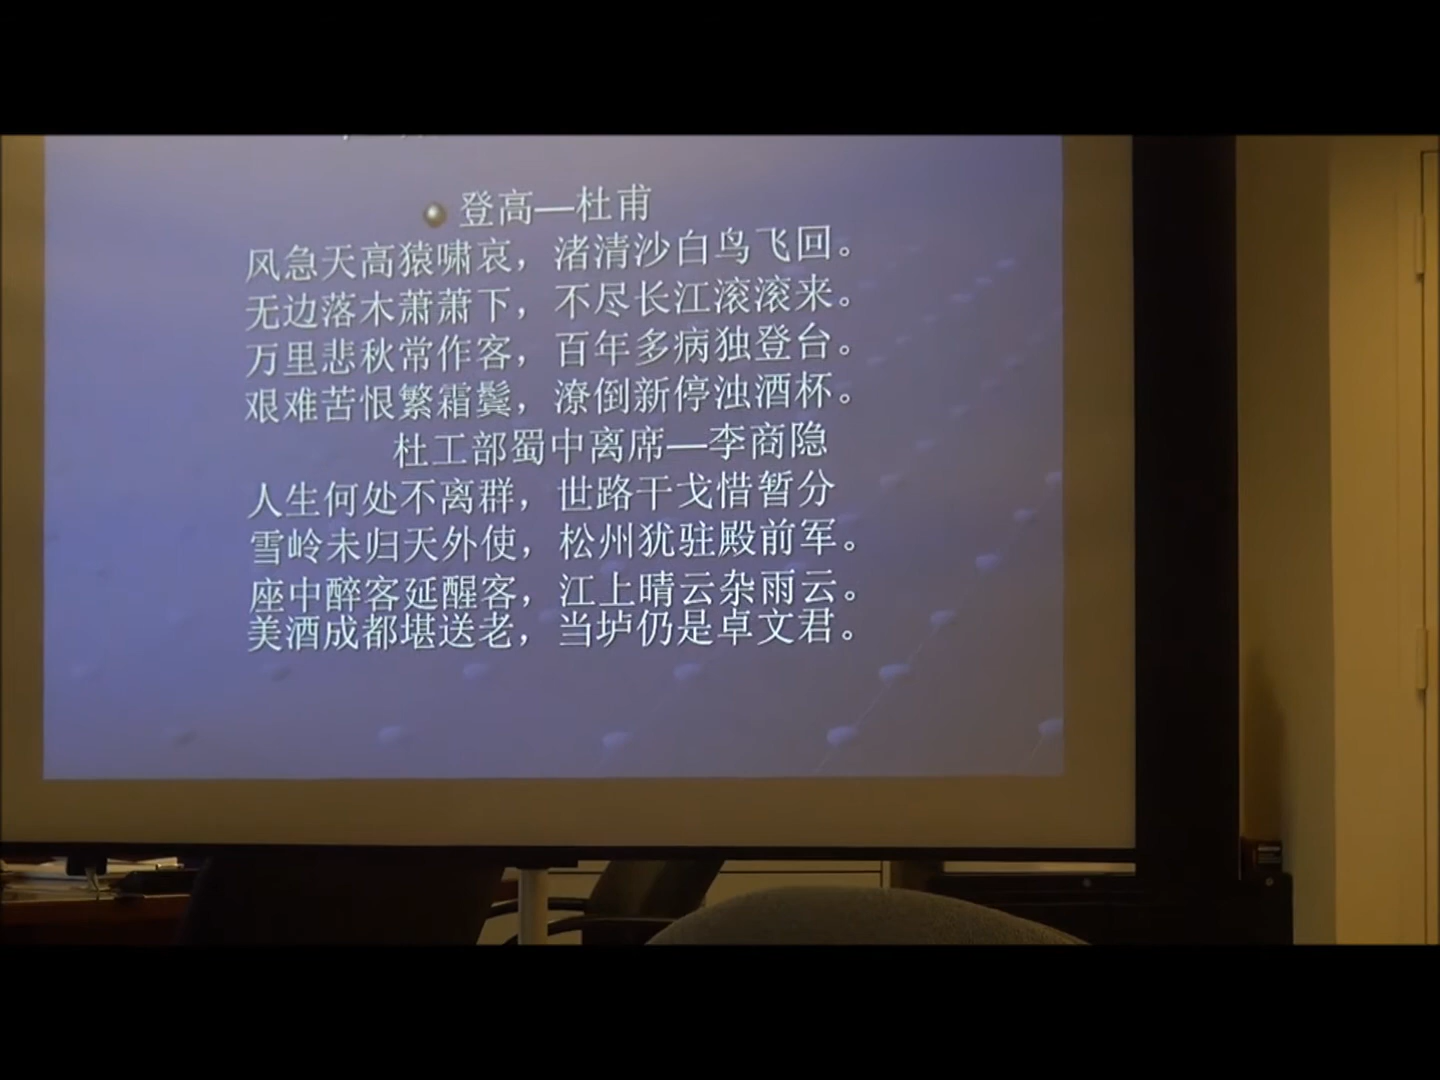 登高—杜甫
风急天高猿啸哀，渚清沙白鸟飞回。
无边落木萧萧下，不尽长江滚滚来。
万里悲秋常作客，百年多病独登台。
艰难苦恨繁霜鬓，潦倒新停浊酒杯。
杜工部蜀中离席—李商隐
人生何处不离群，世路干戈惜暂分
雪岭未归天外使，松州犹驻殿前军。
座中醉客延醒客，江上晴云杂雨云。
美酒成都堪送老，当垆仍是卓文君。